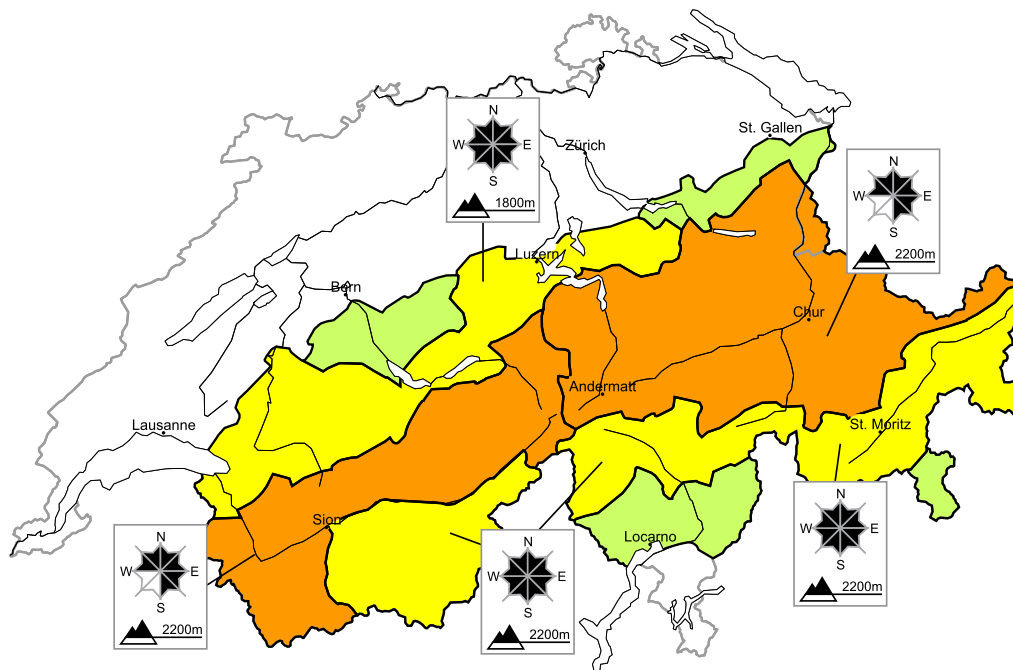 St. Gallen
Zürich
N
W E
S
1800m
N
W E
S
2200m
Luzern
Bern
Chur
Andermatt
Lausanne
St. Moritz
Sion
Locarno
N
W E
S
2200m
N
W E
S
2200m
N
W E
S
2200m